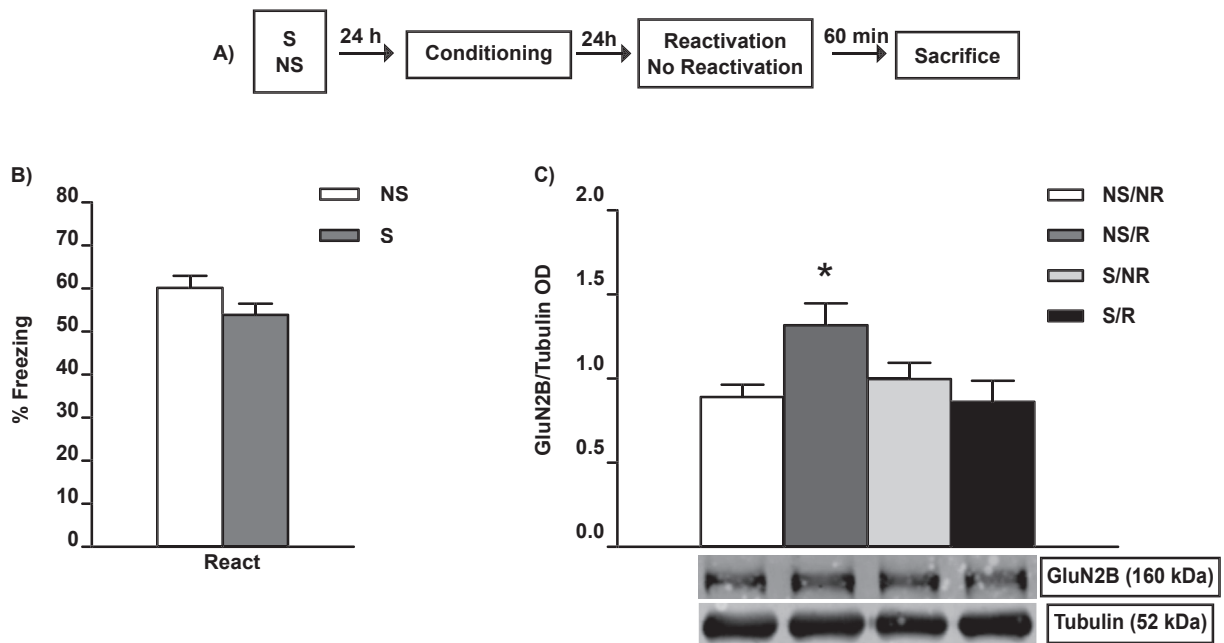 A)
S
NS
24 h
Conditioning
24h
Reactivation
No Reactivation
60 min
Sacrifice
B)
80
70
60
50
40
30
20
10
0
% Freezing
React
NS
S
C)
2.0
1.5
1.0
0.5
0.0
GluN2B/Tubulin OD
*
NS/NR
NS/R
S/NR
S/R
GluN2B (160 kDa)
Tubulin (52 kDa)